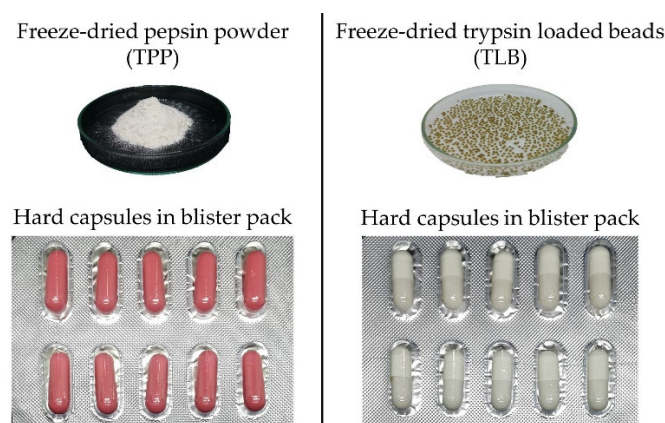 Freeze-dried pepsin powder
(TPP)
Hard capsules in blister pack
Freeze-dried trypsin loaded beads
(TLB)
Hard capsules in blister pack